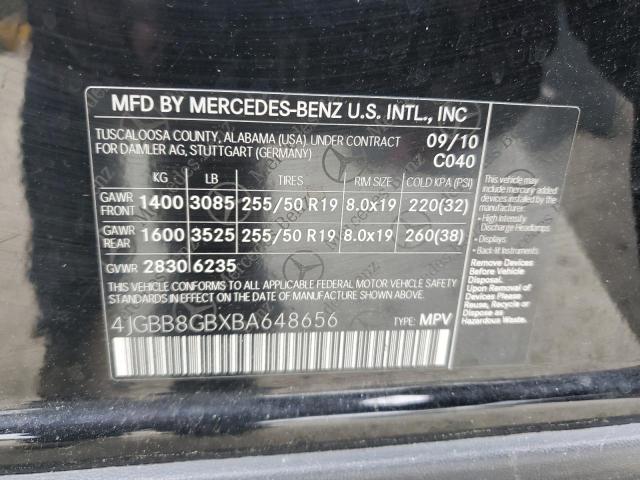 MFD BY MERCEDES-BENZ U.S. INTL., INC
TUSCALOOSA COUNTY, ALABAMA (USA) UNDER CONTRACT
FOR DAIMLER AG, STUTTGART (GERMANY)
09/10
C040
KG LB TIRES RIM SIZE COLD KPA (PSI)
GAWR FRONT 1400 3085 255/50 R19 8.0x19 220(32)
GAWR REAR 1600 3525 255/50 R19 8.0x19 260(38)
GVWR 2830 6235
THIS VEHICLE CONFORMS TO ALL APPLICABLE FEDERAL MOTOR VEHICLE
SAFETY STANDARDS IN EFFECT ON THE DATE OF MANUFACTURE SHOWN ABOVE.
4JGBB8GBXBA648656
TYPE: MPV
This vehicle may
include mercury-added
devices installed by the
manufacturer:
• High Intensity
Discharge Headlamps
• Displays;
• Back-lit Instruments
Remove Devices
Before Vehicle
Disposal.
Upon Removal of
Devices Please
Reuse, Recycle or
Dispose as
Hazardous Waste.